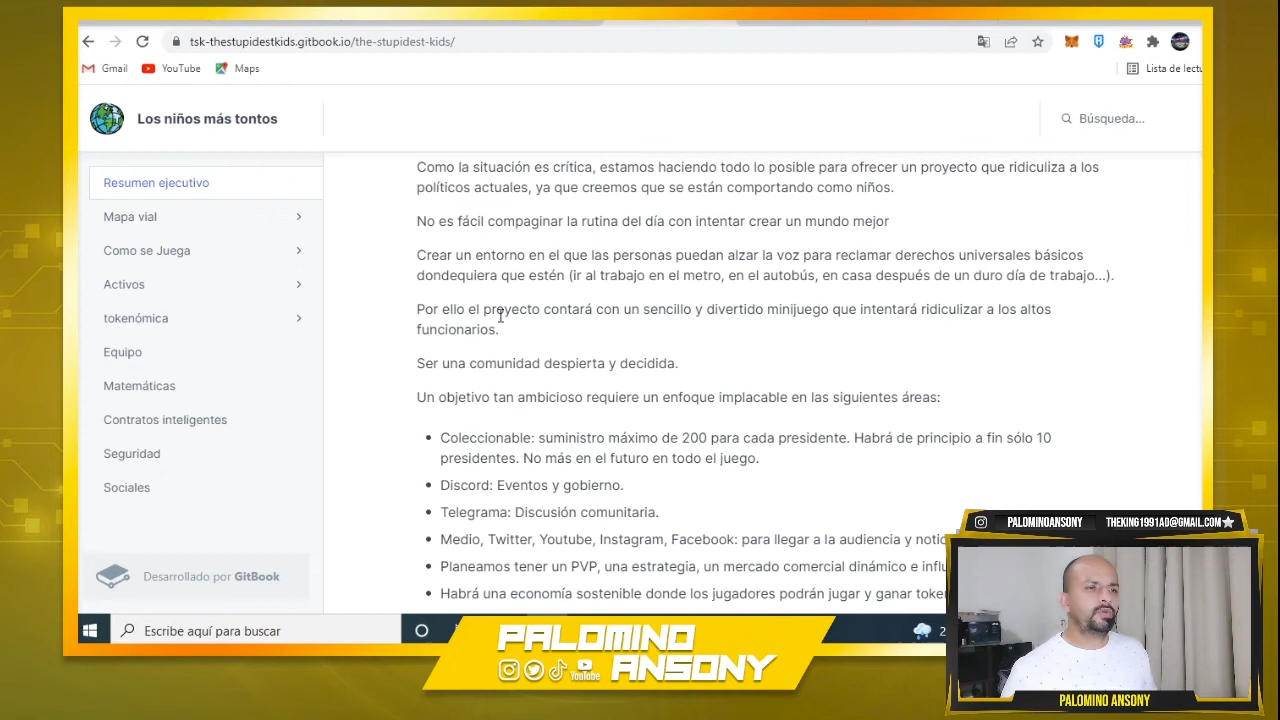 tsk-thestupidestkids.gitbook.io/the-stupidest-kids/
Gmail
YouTube
Maps
Lista de lectu
Los niños más tontos
Búsqueda...
Resumen ejecutivo
Mapa vial
Como se Juega
Activos
tokenómica
Equipo
Matemáticas
Contratos inteligentes
Seguridad
Sociales
Desarrollado por GitBook
Como la situación es crítica, estamos haciendo todo lo posible para ofrecer un proyecto que ridiculiza a los
políticos actuales, ya que creemos que se están comportando como niños.
No es fácil compaginar la rutina del día con intentar crear un mundo mejor
Crear un entorno en el que las personas puedan alzar la voz para reclamar derechos universales básicos
dondequiera que estén (ir al trabajo en el metro, en el autobús, en casa después de un duro día de trabajo...).
Por ello el proyecto contará con un sencillo y divertido minijuego que intentará ridiculizar a los altos
funcionarios.
Ser una comunidad despierta y decidida.
Un objetivo tan ambicioso requiere un enfoque implacable en las siguientes áreas:
Coleccionable: suministro máximo de 200 para cada presidente. Habrá de principio a fin sólo 10
presidentes. No más en el futuro en todo el juego.
Discord: Eventos y gobierno.
Telegrama: Discusión comunitaria.
Medio, Twitter, Youtube, Instagram, Facebook: para llegar a la audiencia y notic
Planeamos tener un PVP, una estrategia, un mercado comercial dinámico e influ
Habrá una economía sostenible donde los jugadores podrán jugar y ganar token
Escribe aquí para buscar
2
PALOMINO
ANSONY
YouTube
PALOMINOANSONY
THEKING1991AD@GMAIL.COM
PALOMINO ANSONY